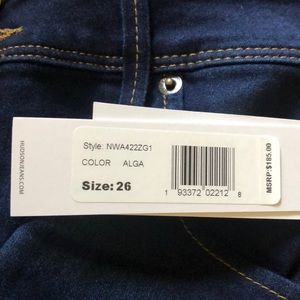 HUDSONJEANS.COM
Style: NWA422ZG1
COLOR ALGA
Size: 26
1 93372 02212 8
MSRP:$185.00